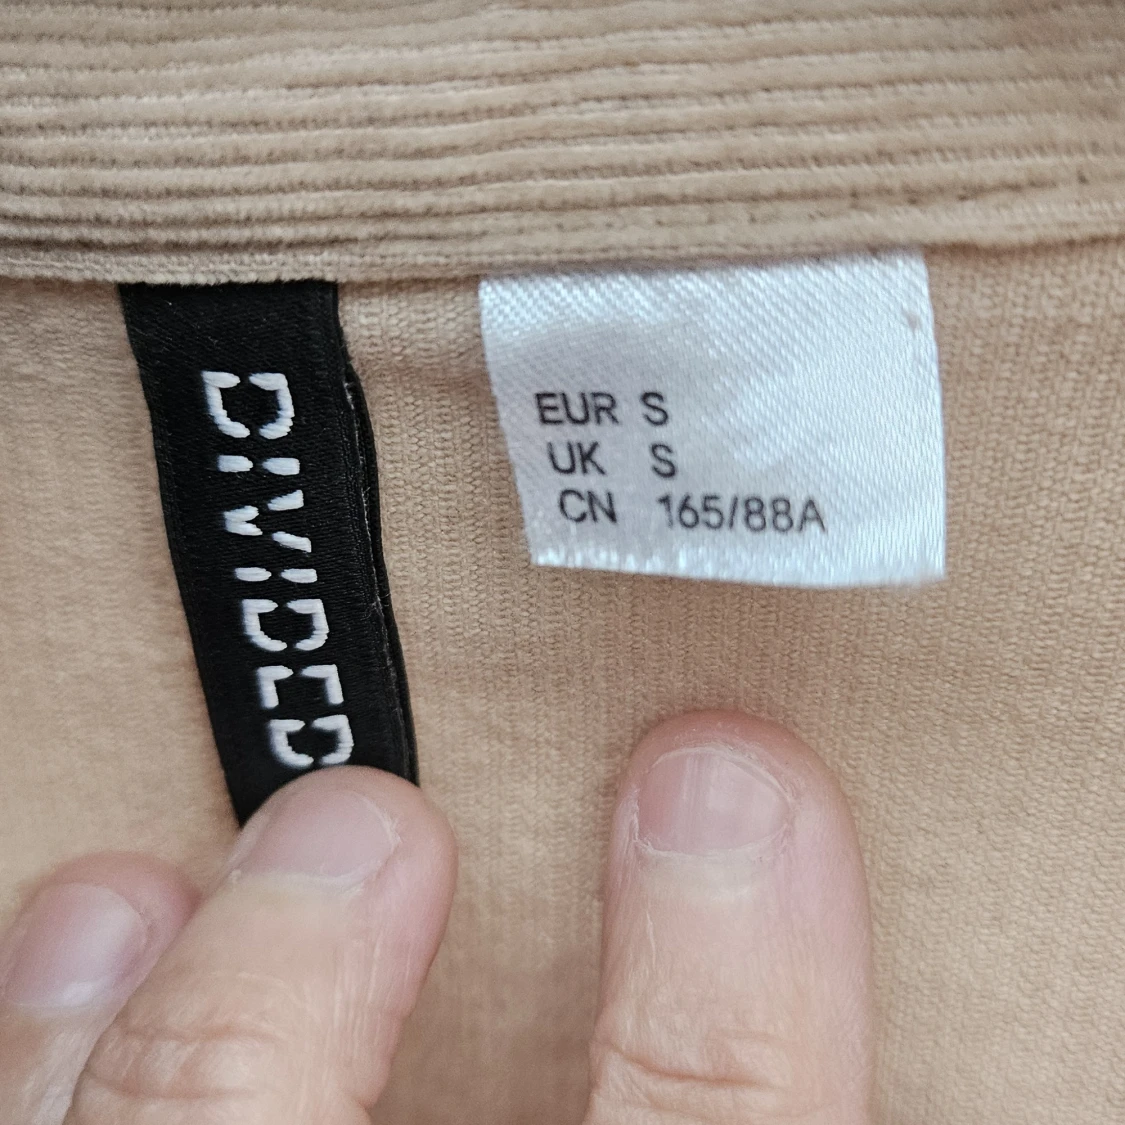 DIVIDED
EUR S
UK S
CN 165/88A